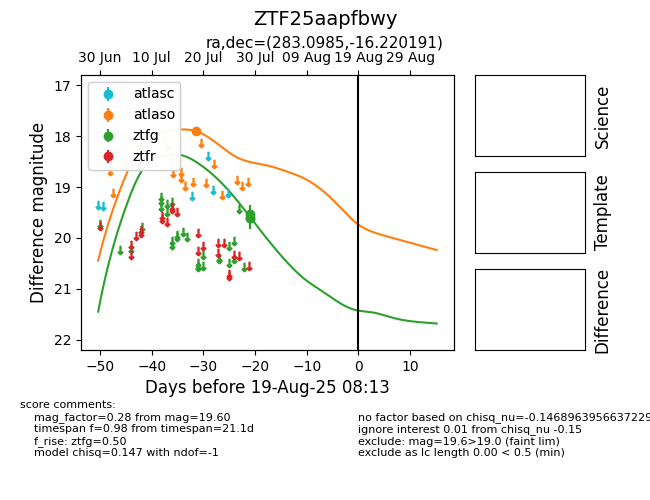 ZTF25aapfbwy
ra,dec=(283.0985,-16.220191)
30 Jun 10 Jul 20 Jul 30 Jul 09 Aug 19 Aug 29 Aug
atlasc
atlaso
ztfg
ztfr
17
18
19
20
21
22
Difference magnitude
−50 −40 −30 −20 −10 0 10
Days before 19-Aug-25 08:13
Science
Template
Difference
score comments:
mag_factor=0.28 from mag=19.60
timespan f=0.98 from timespan=21.1d
f_rise: ztfg=0.50
model chisq=0.147 with ndof=-1
no factor based on chisq_nu=-0.1468963956637229
ignore interest 0.01 from chisq_nu -0.15
exclude: mag=19.6>19.0 (faint lim)
exclude as lc length 0.00 < 0.5 (min)